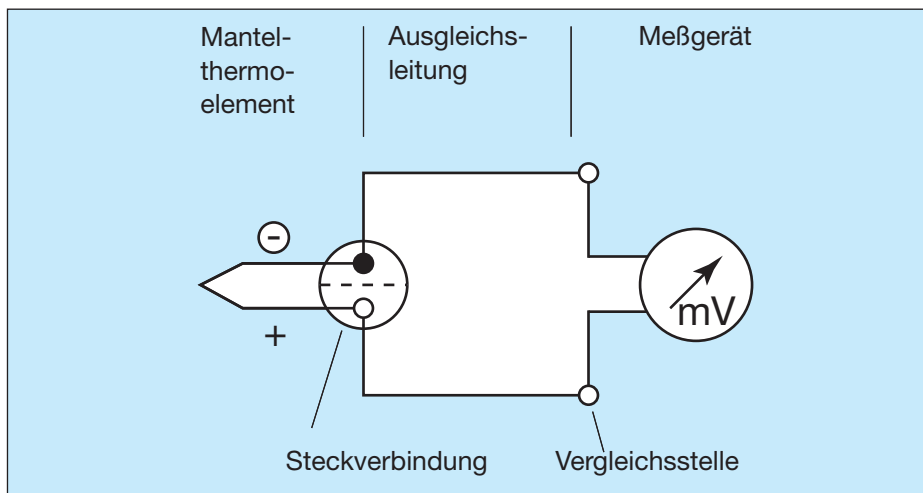 Mantel-
thermo-
element
Ausgleichs-
leitung
Meßgerät
-
+
mV
Steckverbindung
Vergleichsstelle